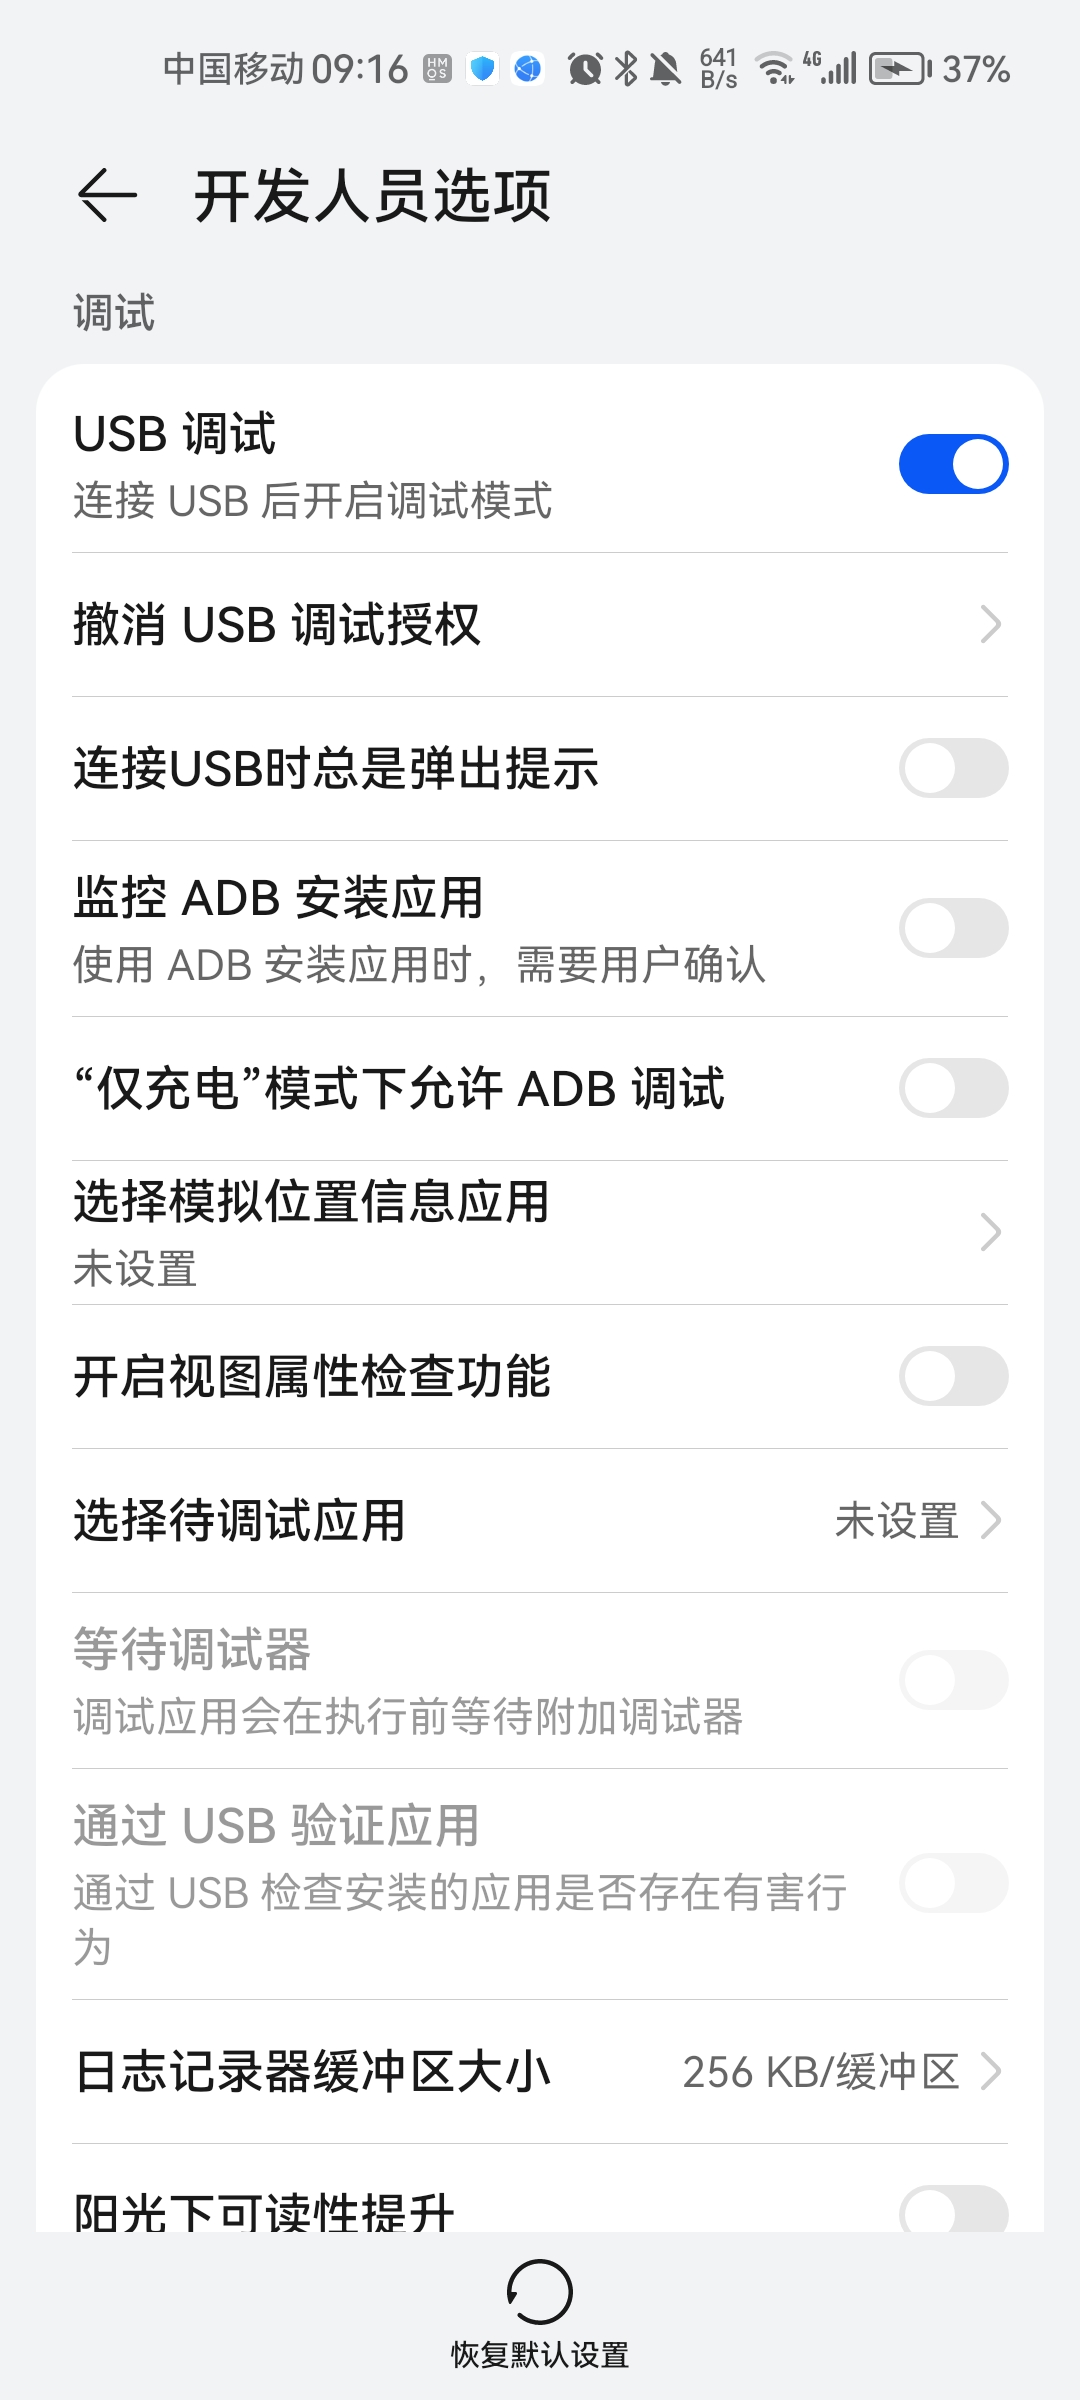 中国移动 09:16 HM OS 641 B/s 4G 37%
开发人员选项
调试
USB 调试
连接 USB 后开启调试模式
撤消 USB 调试授权
连接USB时总是弹出提示
监控 ADB 安装应用
使用 ADB 安装应用时，需要用户确认
“仅充电”模式下允许 ADB 调试
选择模拟位置信息应用
未设置
开启视图属性检查功能
选择待调试应用 未设置
等待调试器
调试应用会在执行前等待附加调试器
通过 USB 验证应用
通过 USB 检查安装的应用是否存在有害行
为
日志记录器缓冲区大小 256 KB/缓冲区
阳光下可读性提升
恢复默认设置